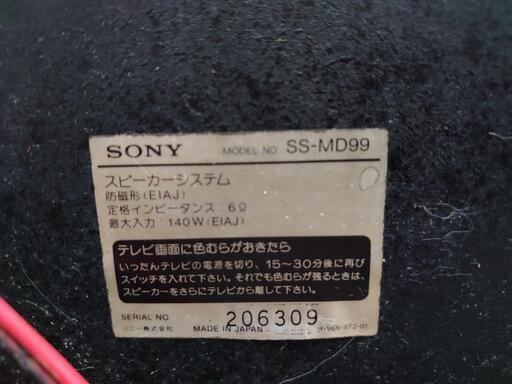 SONY MODEL NO. SS-MD99
スピーカーシステム
防磁形(EIAJ)
定格インピーダンス:6Ω
最大入力:140W(EIAJ)
テレビ画面に色むらがおきたら
いったんテレビの電源を切り、15〜30分後に再び
スイッチを入れて下さい。それでも色むらが残るときは、
スピーカーをさらにテレビから離して下さい。
SERIAL NO. 206309
ソニー株式会社 MADE IN JAPAN